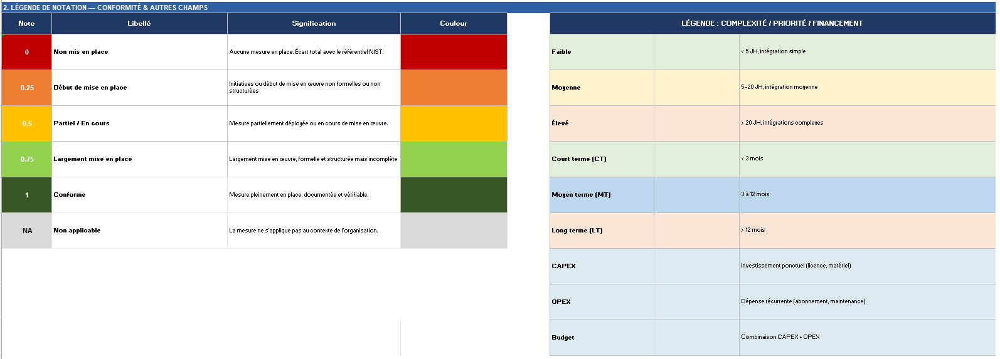 2. LÉGENDE DE NOTATION — CONFORMITÉ & AUTRES CHAMPS
Note Libellé Signification Couleur
0 Non mis en place Aucune mesure en place. Écart total avec le référentiel NIST.
0.25 Début de mise en place Initiatives ou début de mise en œuvre non formelles ou non
structurées
0.5 Partiel / En cours Mesure partiellement déployée ou en cours de mise en œuvre.
0.75 Largement mise en place Largement mise en œuvre, formelle et structurée mais incomplète
1 Conforme Mesure pleinement en place, documentée et vérifiable.
NA Non applicable La mesure ne s'applique pas au contexte de l'organisation.
LÉGENDE : COMPLEXITÉ / PRIORITÉ / FINANCEMENT
Faible < 5 JH, intégration simple
Moyenne 5–20 JH, intégration moyenne
Élevé > 20 JH, intégrations complexes
Court terme (CT) < 3 mois
Moyen terme (MT) 3 à 12 mois
Long terme (LT) > 12 mois
CAPEX Investissement ponctuel (licence, matériel)
OPEX Dépense récurrente (abonnement, maintenance)
Budget Combinaison CAPEX + OPEX